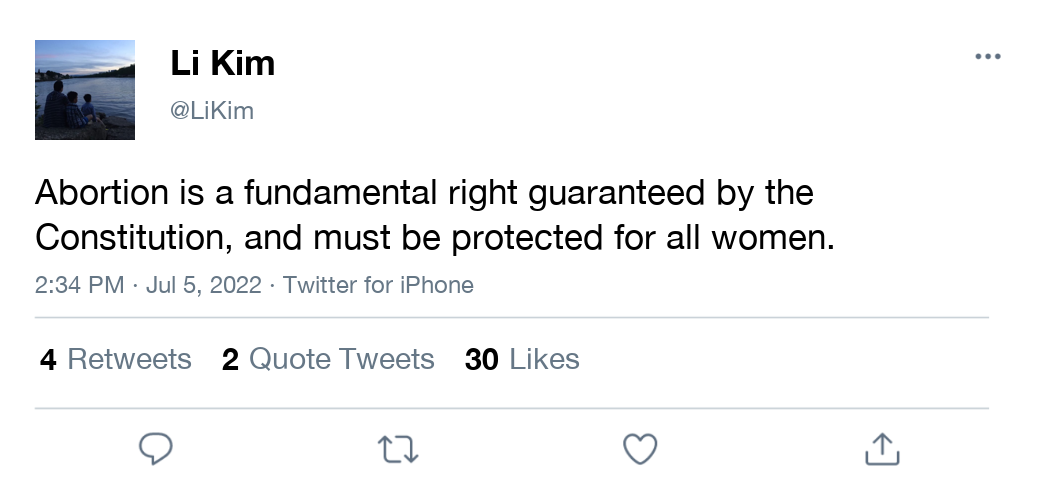 Li Kim
@LiKim
Abortion is a fundamental right guaranteed by the
Constitution, and must be protected for all women.
2:34 PM · Jul 5, 2022 · Twitter for iPhone
4 Retweets 2 Quote Tweets 30 Likes